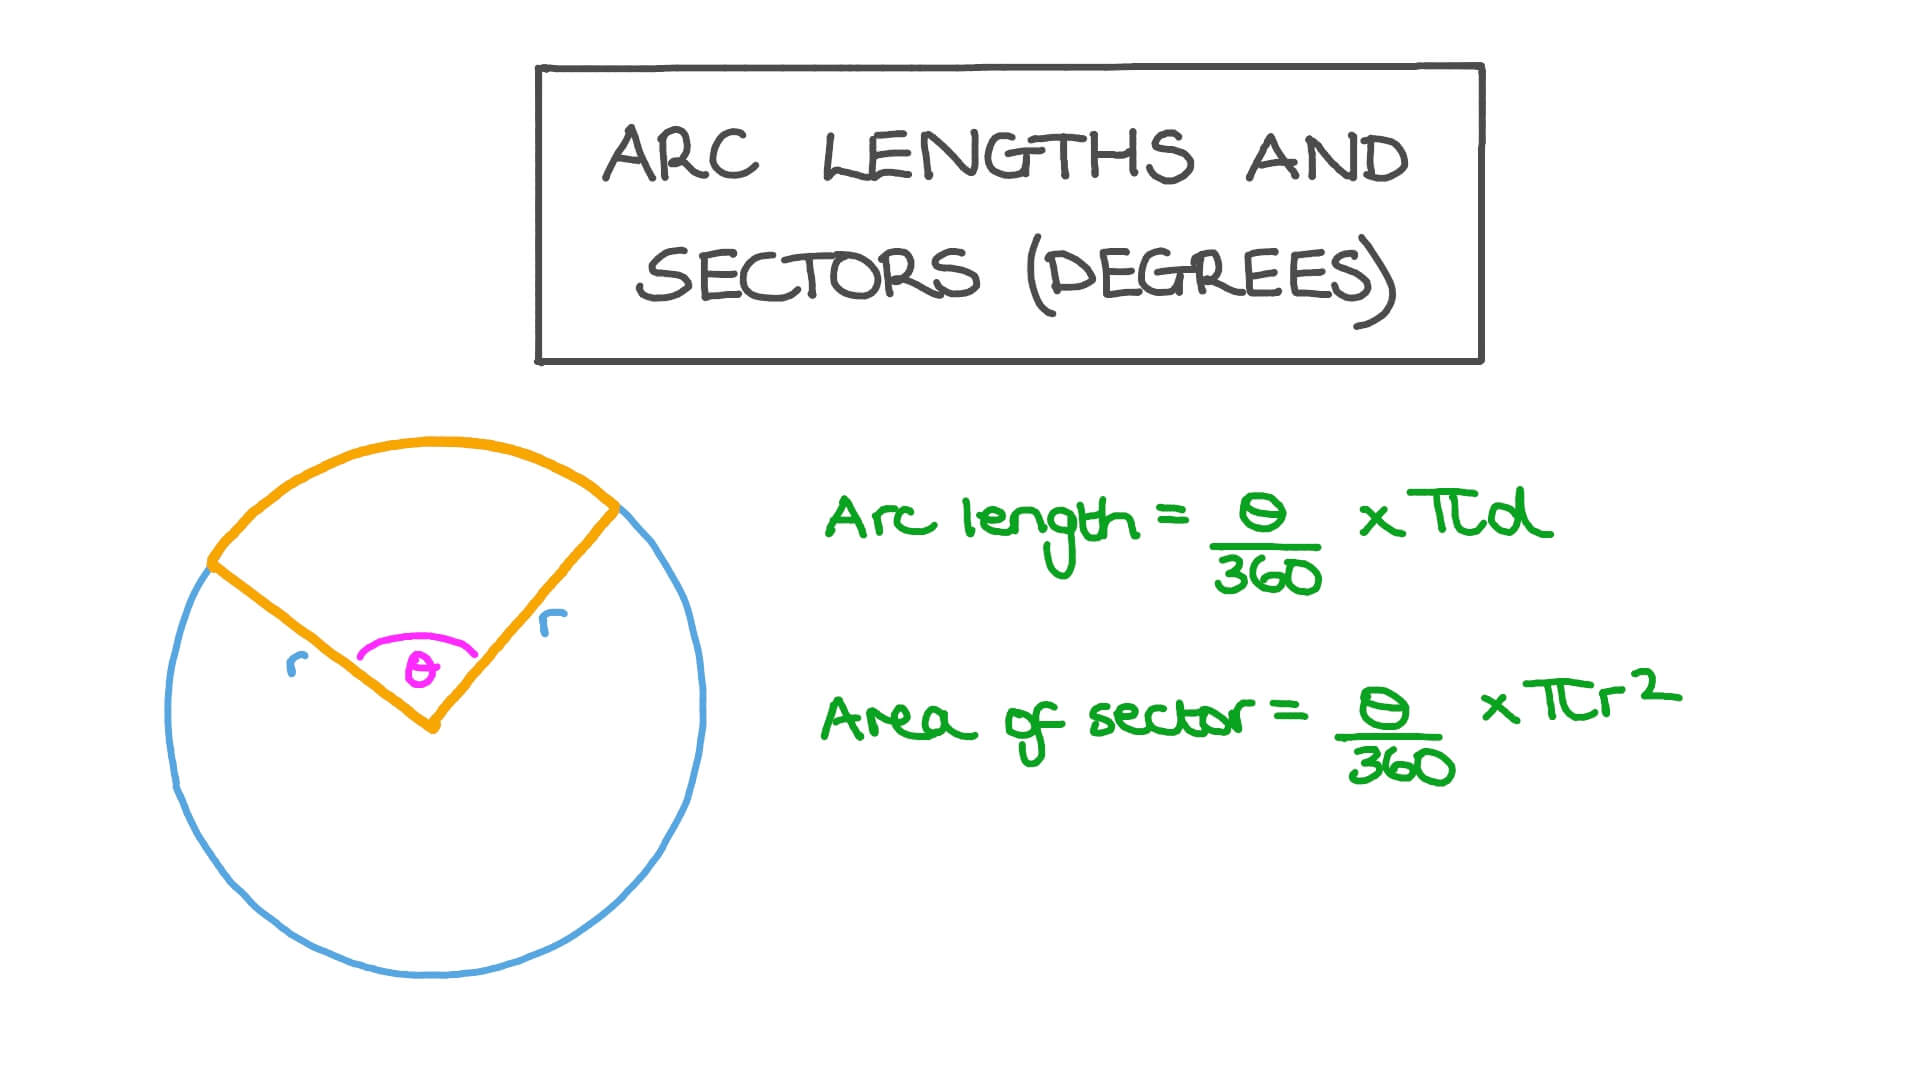 ARC LENGTHS AND
SECTORS (DEGREES)
Arc length = θ/360 × πd
r
r
θ
Area of sector = θ/360 × πr²